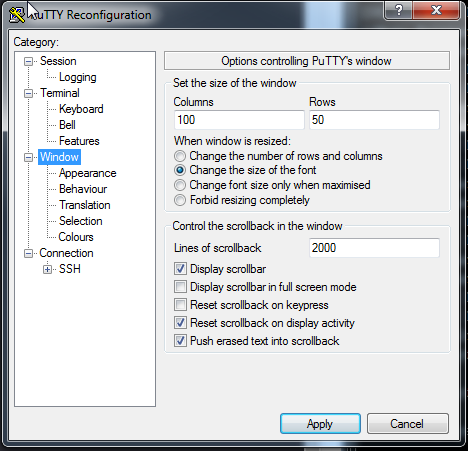 PuTTY Reconfiguration
Category:
Session
Logging
Terminal
Keyboard
Bell
Features
Window
Appearance
Behaviour
Translation
Selection
Colours
Connection
SSH
Options controlling PuTTY's window
Set the size of the window
Columns Rows
100 50
When window is resized:
Change the number of rows and columns
Change the size of the font
Change font size only when maximised
Forbid resizing completely
Control the scrollback in the window
Lines of scrollback 2000
Display scrollbar
Display scrollbar in full screen mode
Reset scrollback on keypress
Reset scrollback on display activity
Push erased text into scrollback
Apply Cancel